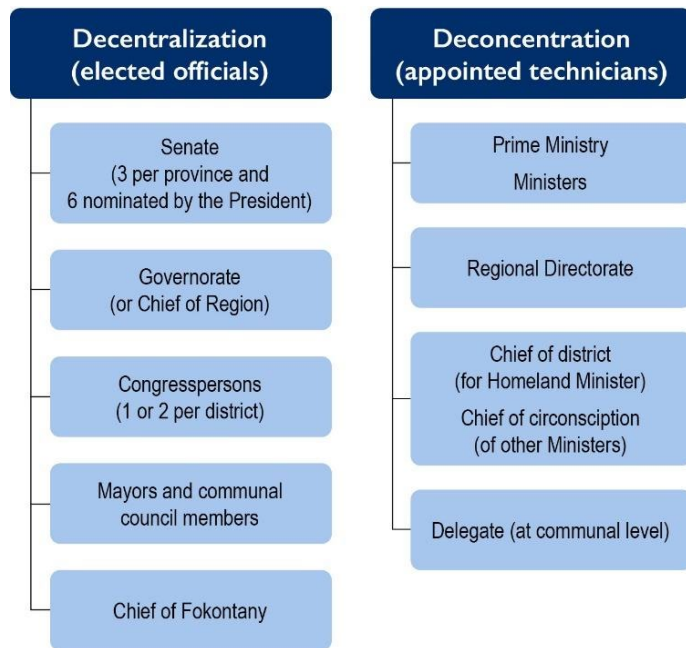 Decentralization
(elected officials)
Senate
(3 per province and
6 nominated by the President)
Governorate
(or Chief of Region)
Congresspersons
(1 or 2 per district)
Mayors and communal
council members
Chief of Fokontany
Deconcentration
(appointed technicians)
Prime Ministry
Ministers
Regional Directorate
Chief of district
(for Homeland Minister)
Chief of circonsciption
(of other Ministers)
Delegate (at communal level)